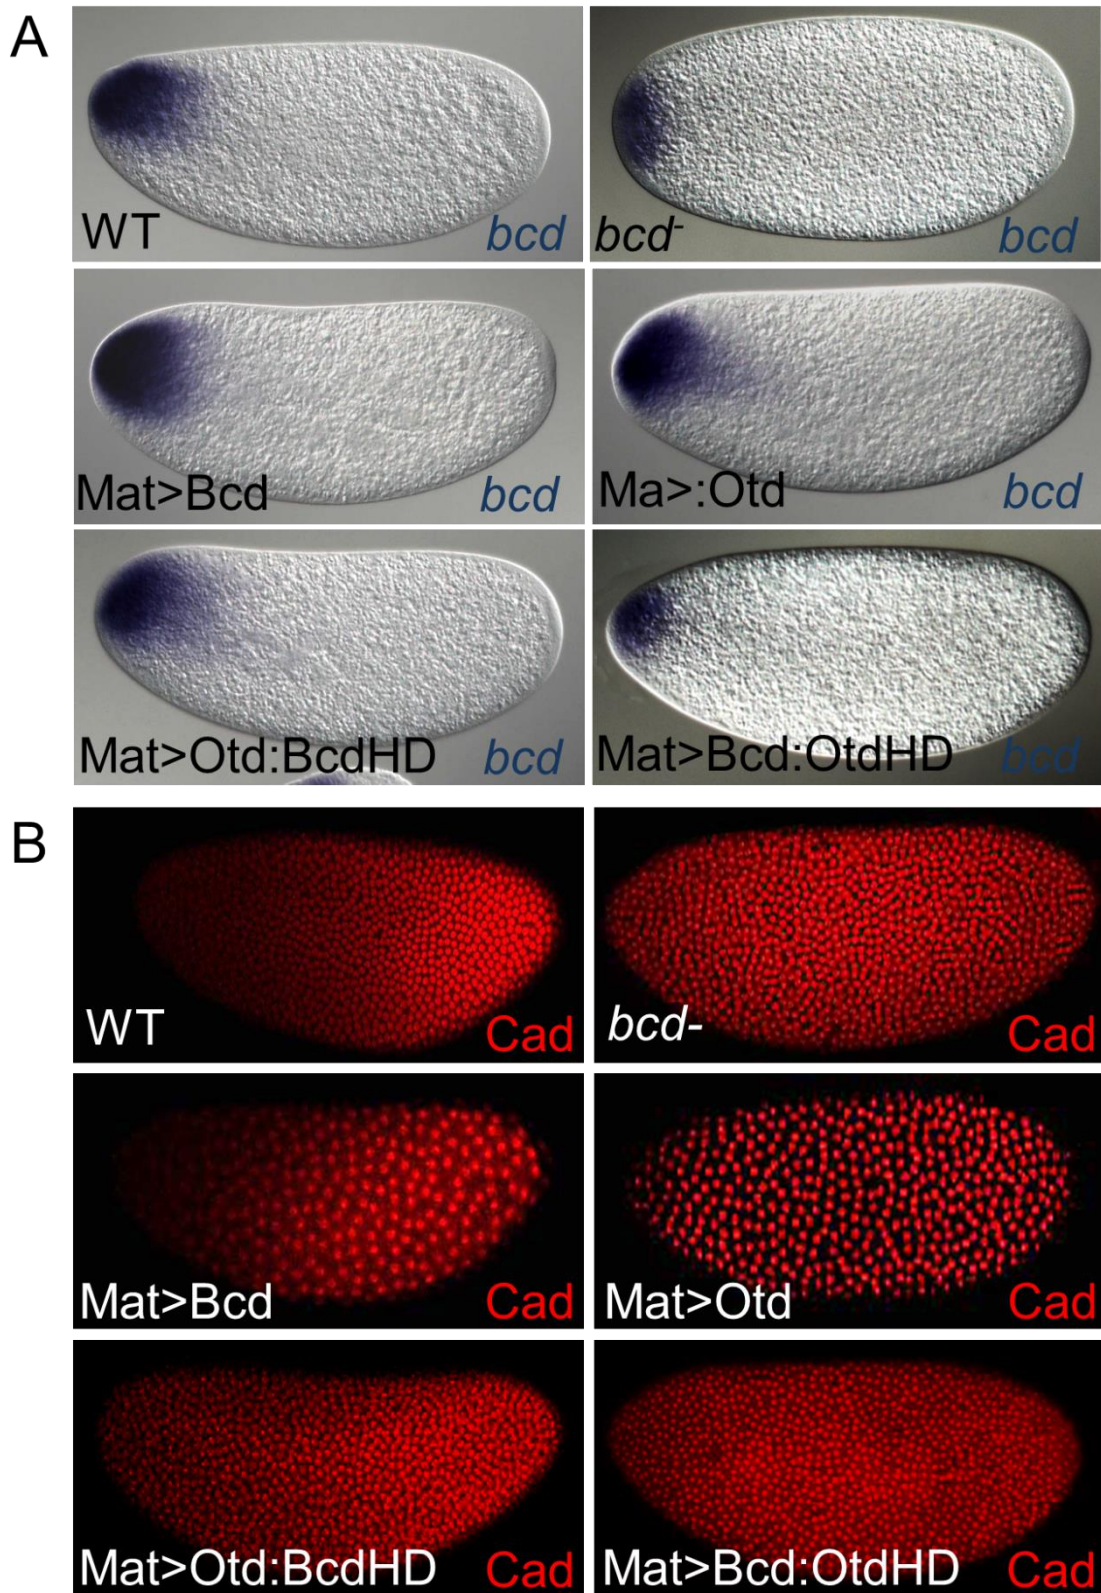 A
WT bcd
bcd- bcd
Mat>Bcd bcd
Ma>:Otd bcd
Mat>Otd:BcdHD bcd
Mat>Bcd:OtdHD bcd
B
WT Cad
bcd- Cad
Mat>Bcd Cad
Mat>Otd Cad
Mat>Otd:BcdHD Cad
Mat>Bcd:OtdHD Cad